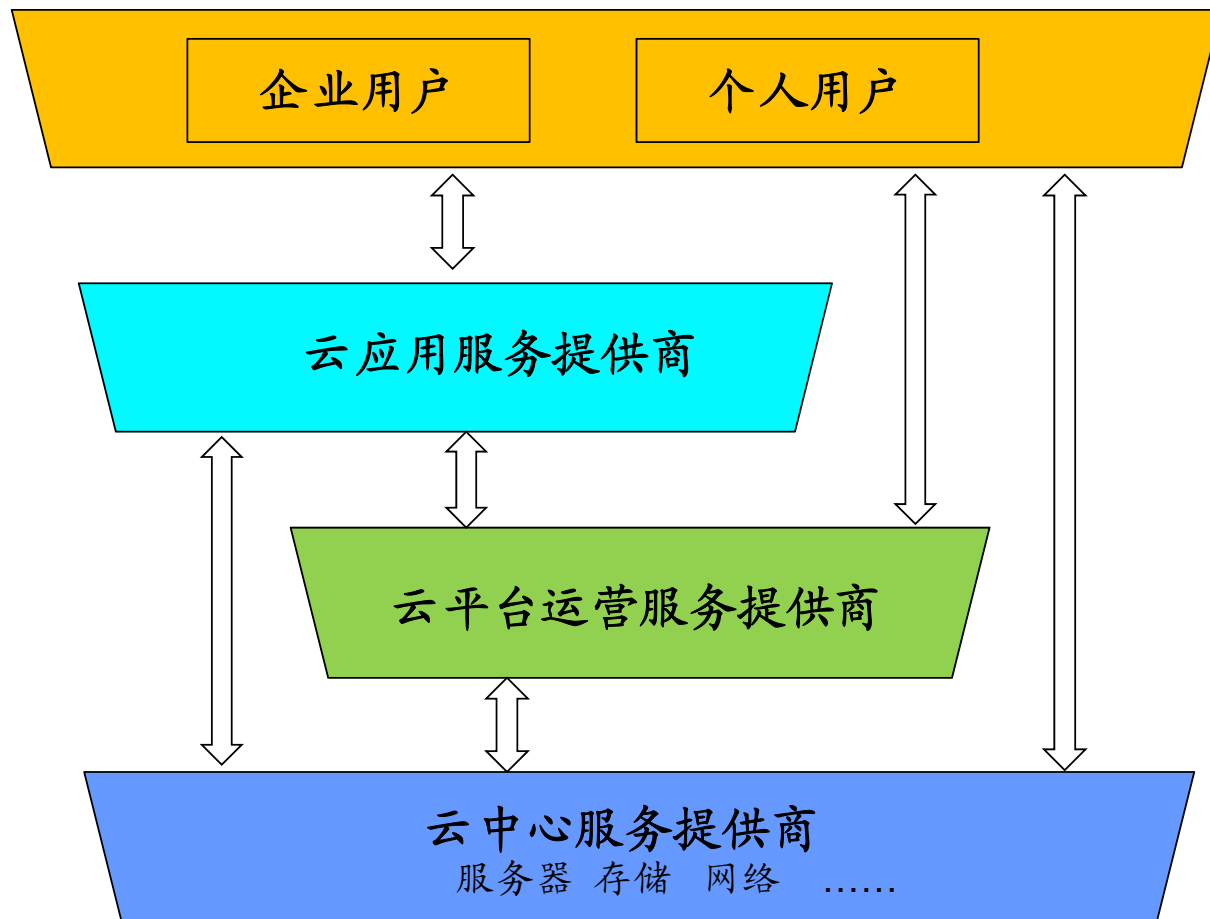 企业用户 个人用户
云应用服务提供商
云平台运营服务提供商
云中心服务提供商
服务器 存储 网络 ……